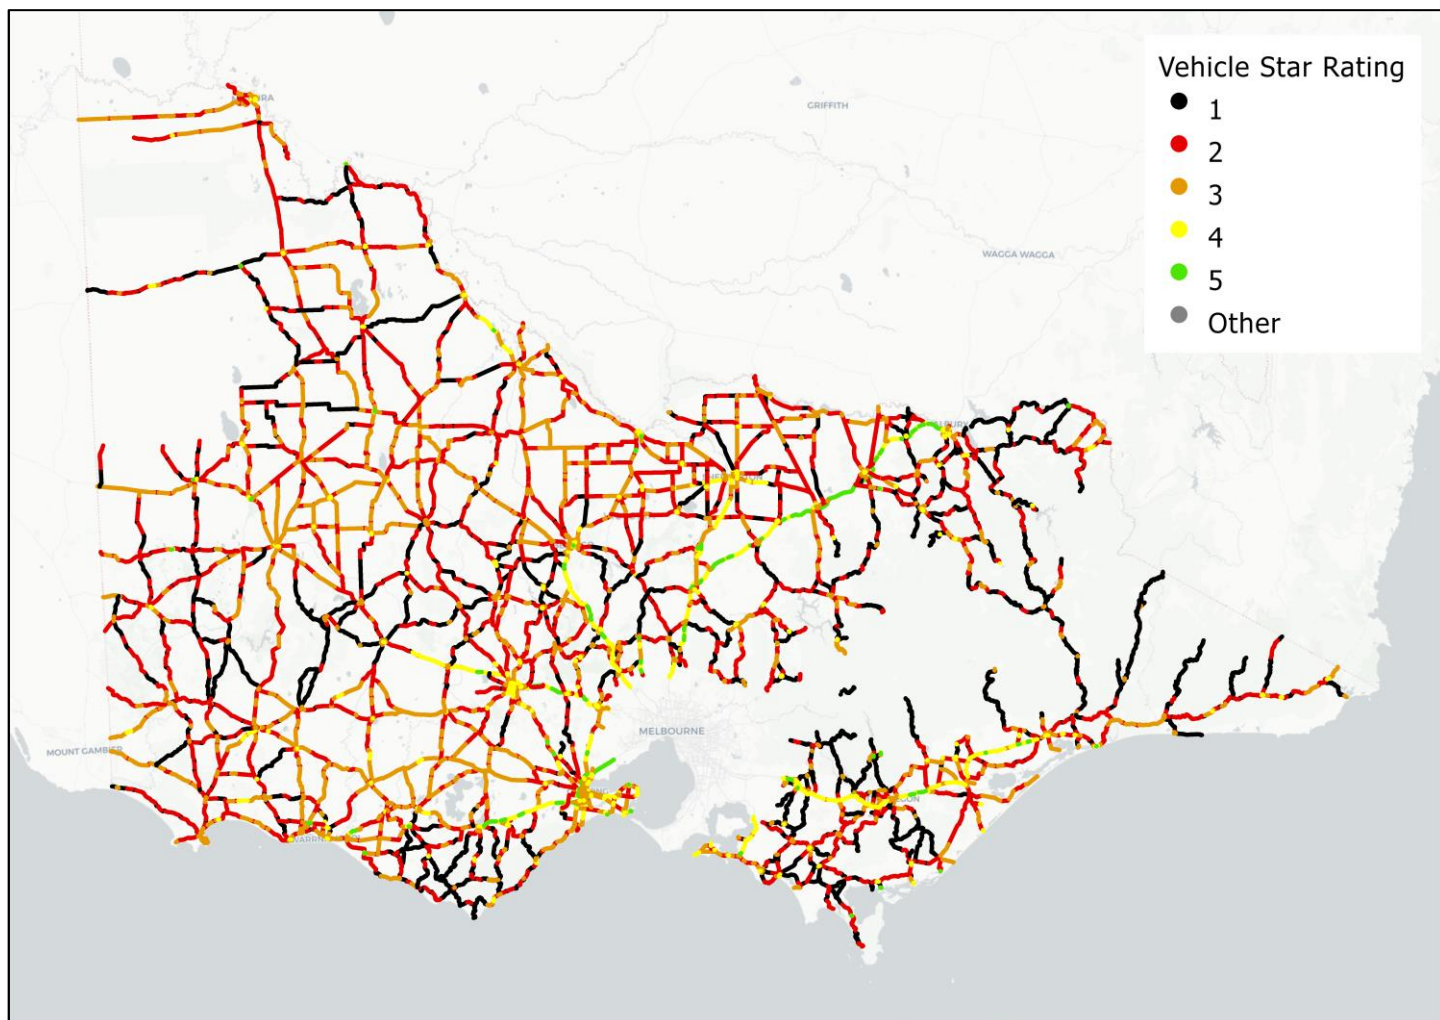 Vehicle Star Rating
1
2
3
4
5
Other
GRIFFITH
WAGGA WAGGA
MELBOURNE
MOUNT GAMBIER